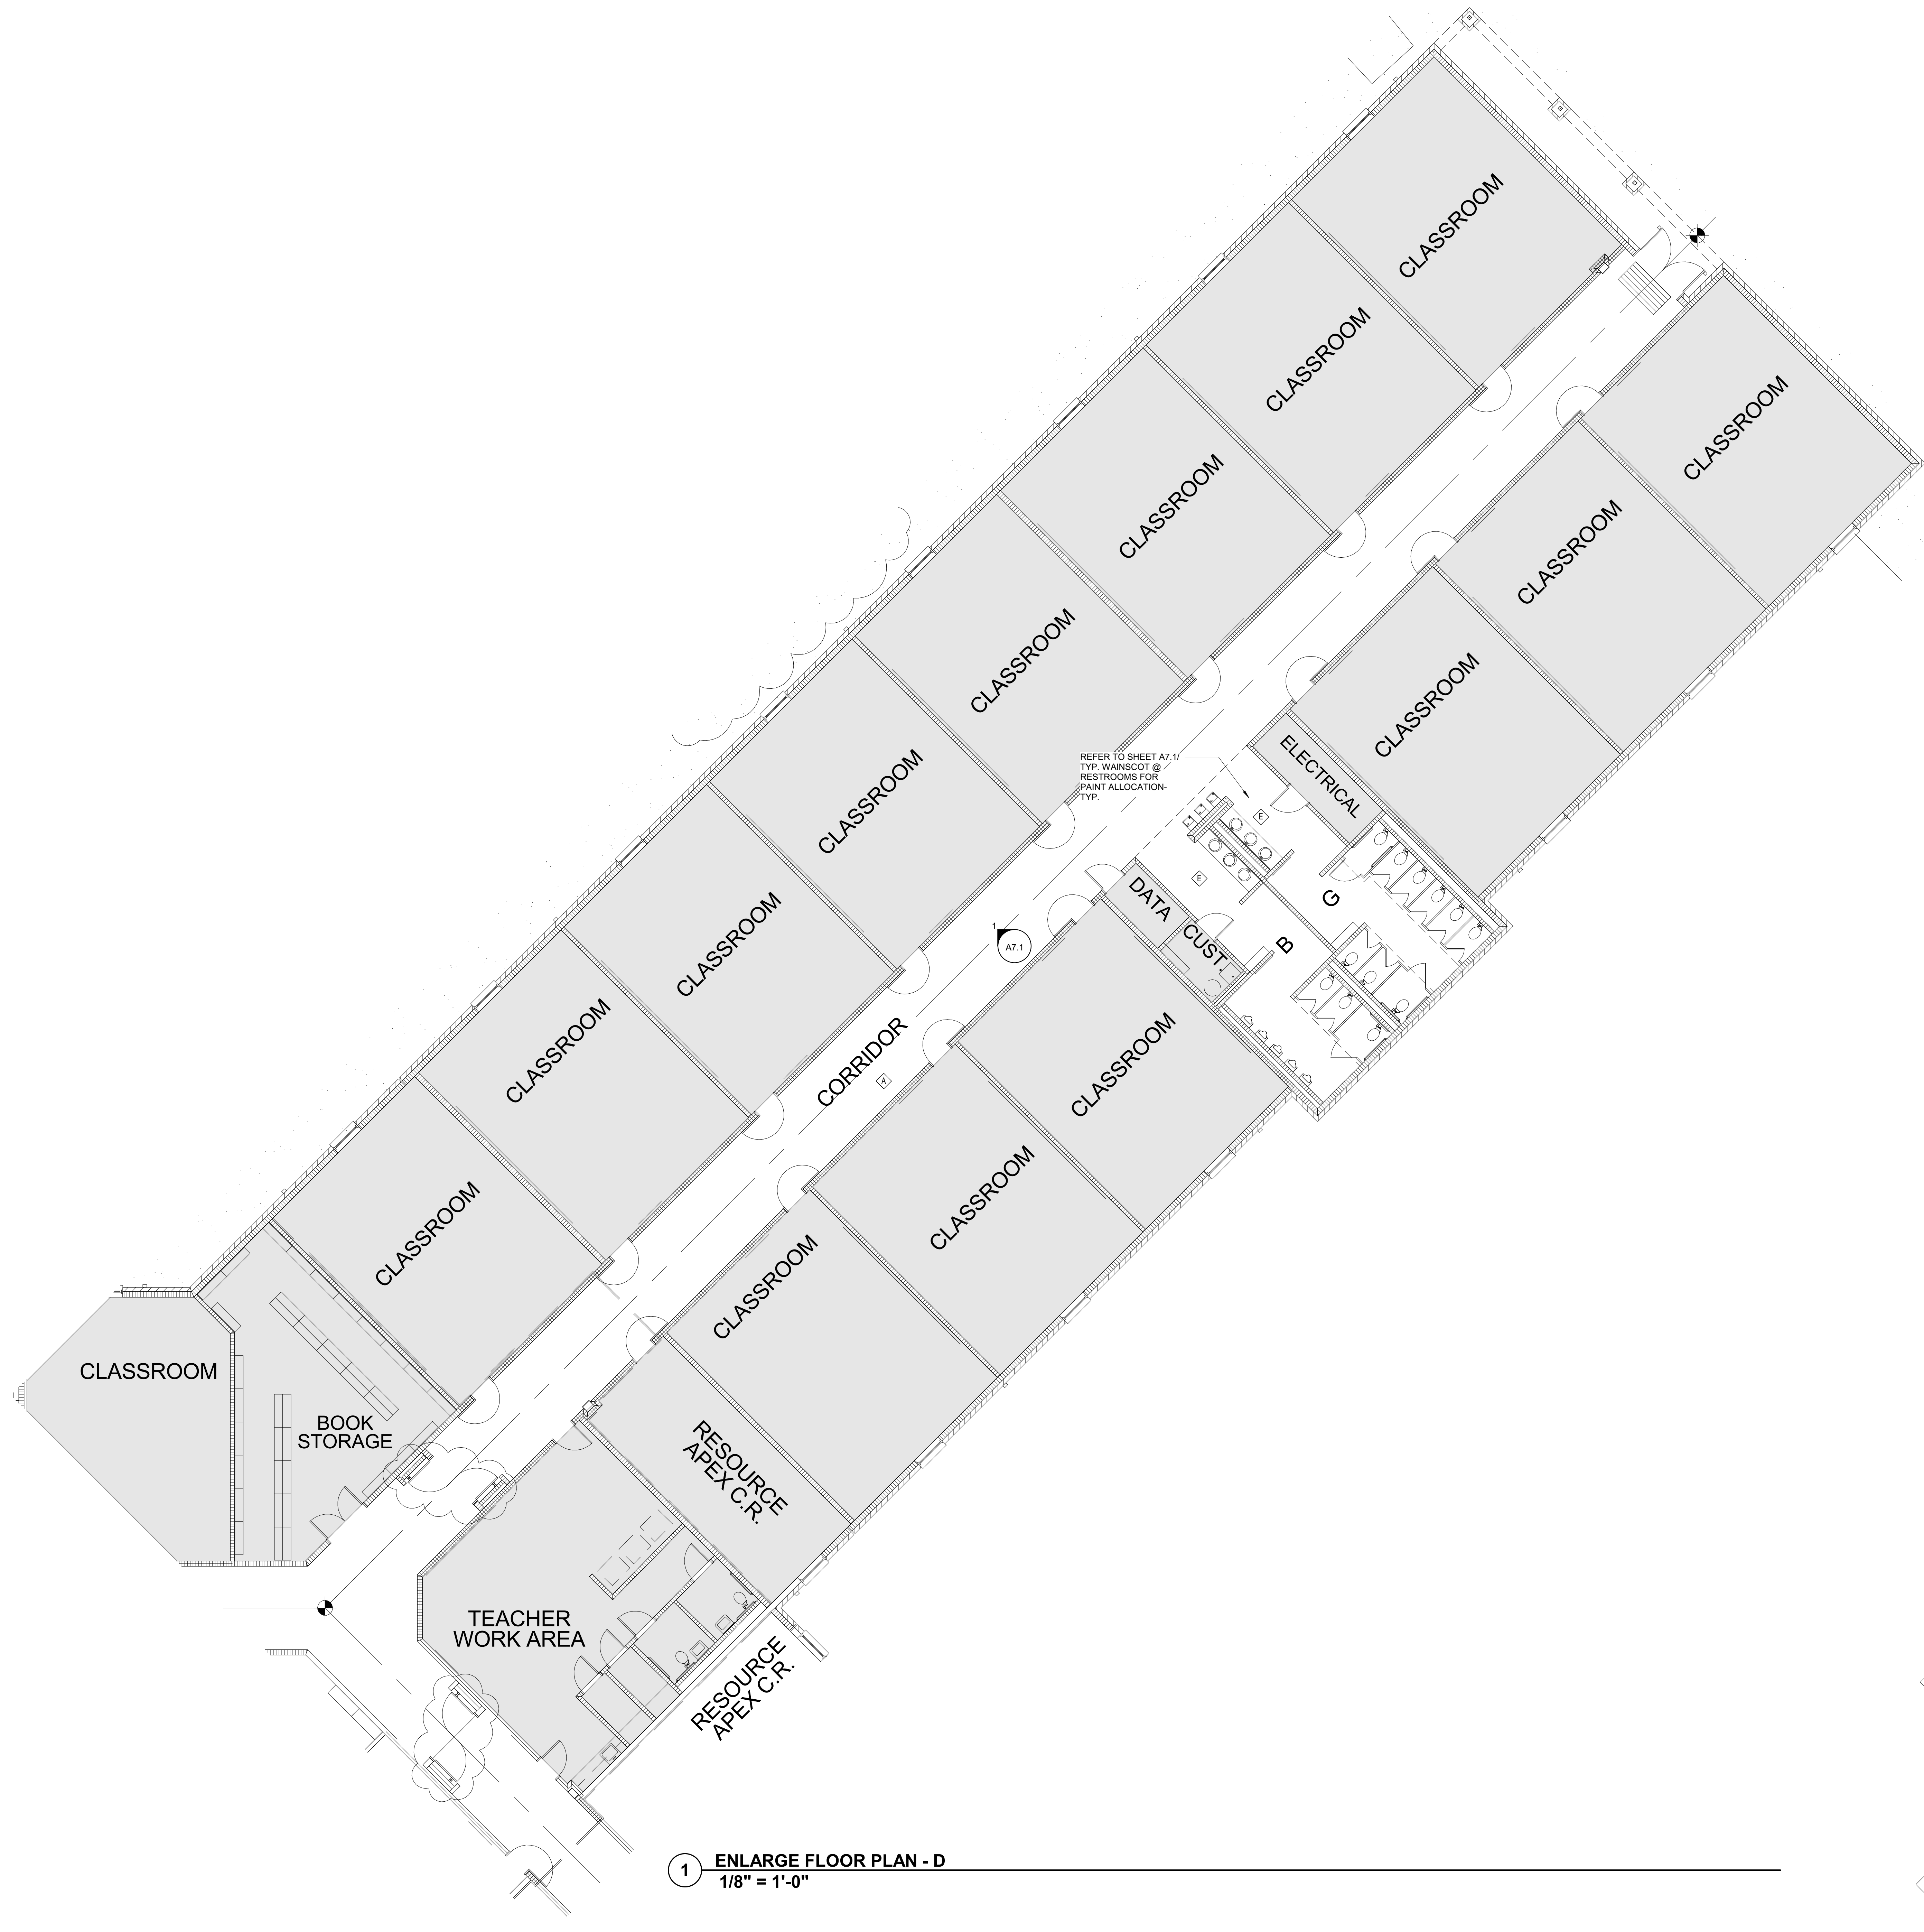 CLASSROOM
CLASSROOM
CLASSROOM
CLASSROOM
CLASSROOM
CLASSROOM
CLASSROOM
CLASSROOM
CLASSROOM
CLASSROOM
CLASSROOM
ELECTRICAL
REFER TO SHEET A7.1/
TYP. WAINSCOT @
RESTROOMS FOR
PAINT ALLOCATION-
TYP.
E
E
G
B
DATA
CUST.
1
A7.1
CORRIDOR
A
CLASSROOM
CLASSROOM
CLASSROOM
CLASSROOM
BOOK
STORAGE
RESOURCE
APEX C.R.
TEACHER
WORK AREA
RESOURCE
APEX C.R.
1
ENLARGE FLOOR PLAN - D
1/8" = 1'-0"